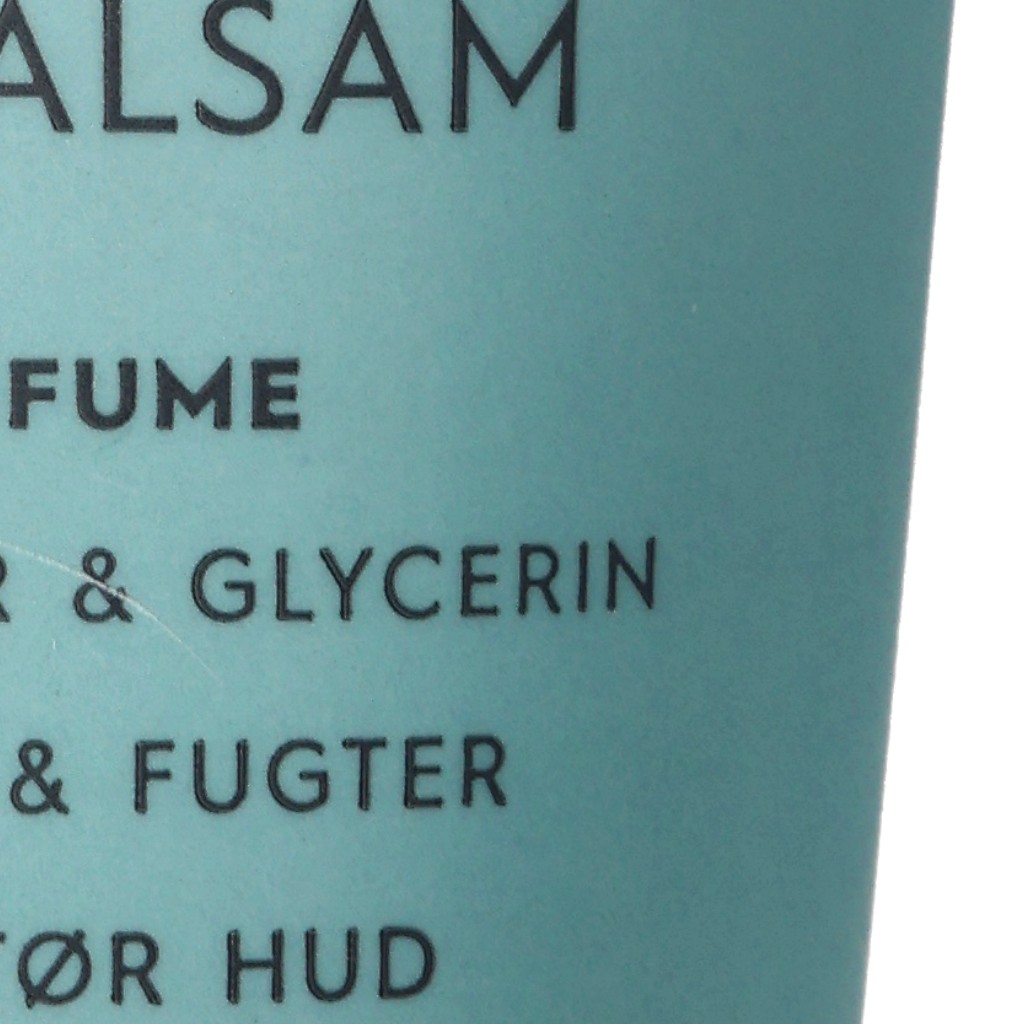 ALSAM
FUME
R & GLYCERIN
& FUGTER
TØR HUD